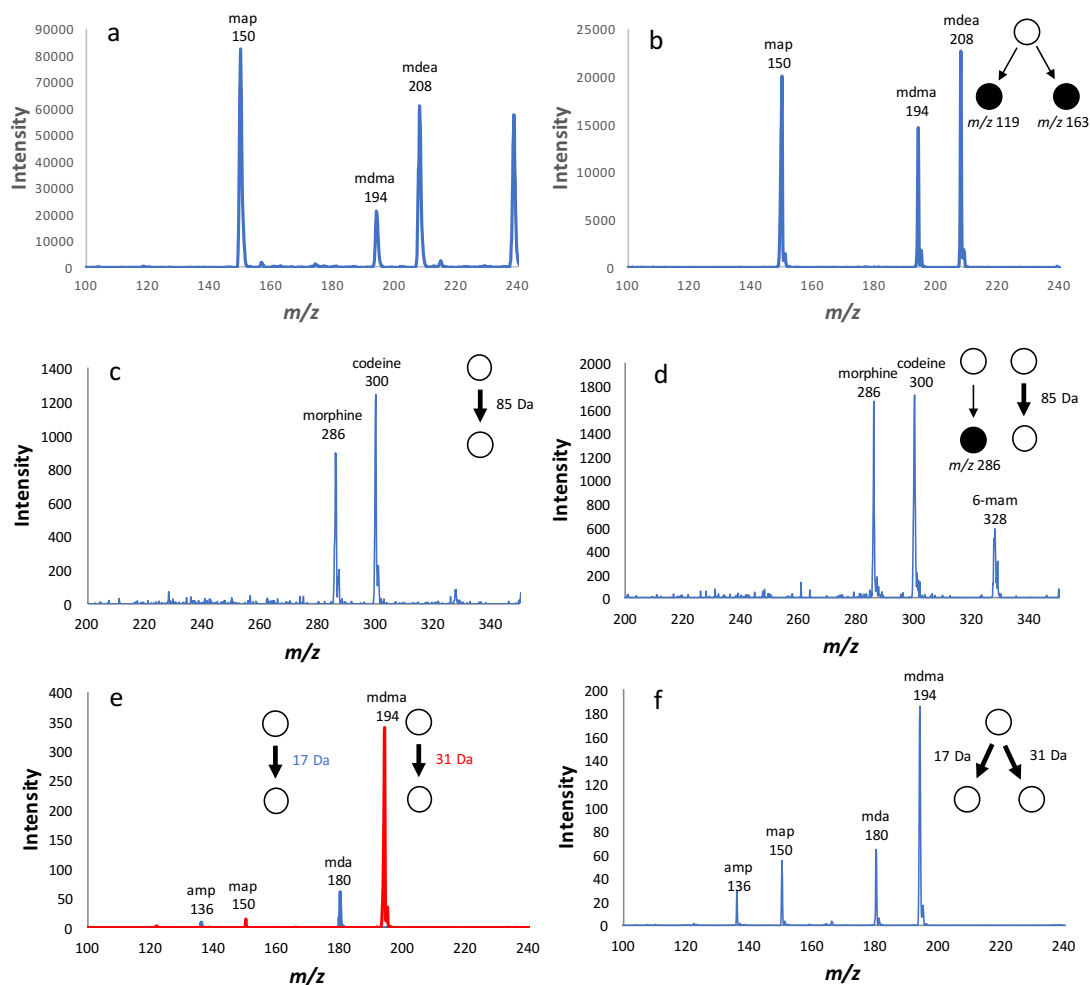 a
map
150
mdea
208
mdma
194
90000
80000
70000
60000
50000
40000
30000
20000
10000
0
Intensity
100 120 140 160 180 200 220 240
m/z
b
map
150
mdea
208
mdma
194
m/z 119 m/z 163
25000
20000
15000
10000
5000
0
Intensity
100 120 140 160 180 200 220 240
m/z
c
codeine
300
morphine
286
85 Da
1400
1200
1000
800
600
400
200
0
Intensity
200 220 240 260 280 300 320 340
m/z
d
morphine
286
codeine
300
85 Da
m/z 286
6-mam
328
2000
1800
1600
1400
1200
1000
800
600
400
200
0
Intensity
200 220 240 260 280 300 320 340
m/z
e
mdma
194
17 Da
31 Da
mda
180
map
150
amp
136
400
350
300
250
200
150
100
50
0
Intensity
100 120 140 160 180 200 220 240
m/z
f
mdma
194
17 Da 31 Da
mda
180
map
150
amp
136
200
180
160
140
120
100
80
60
40
20
0
Intensity
100 120 140 160 180 200 220 240
m/z